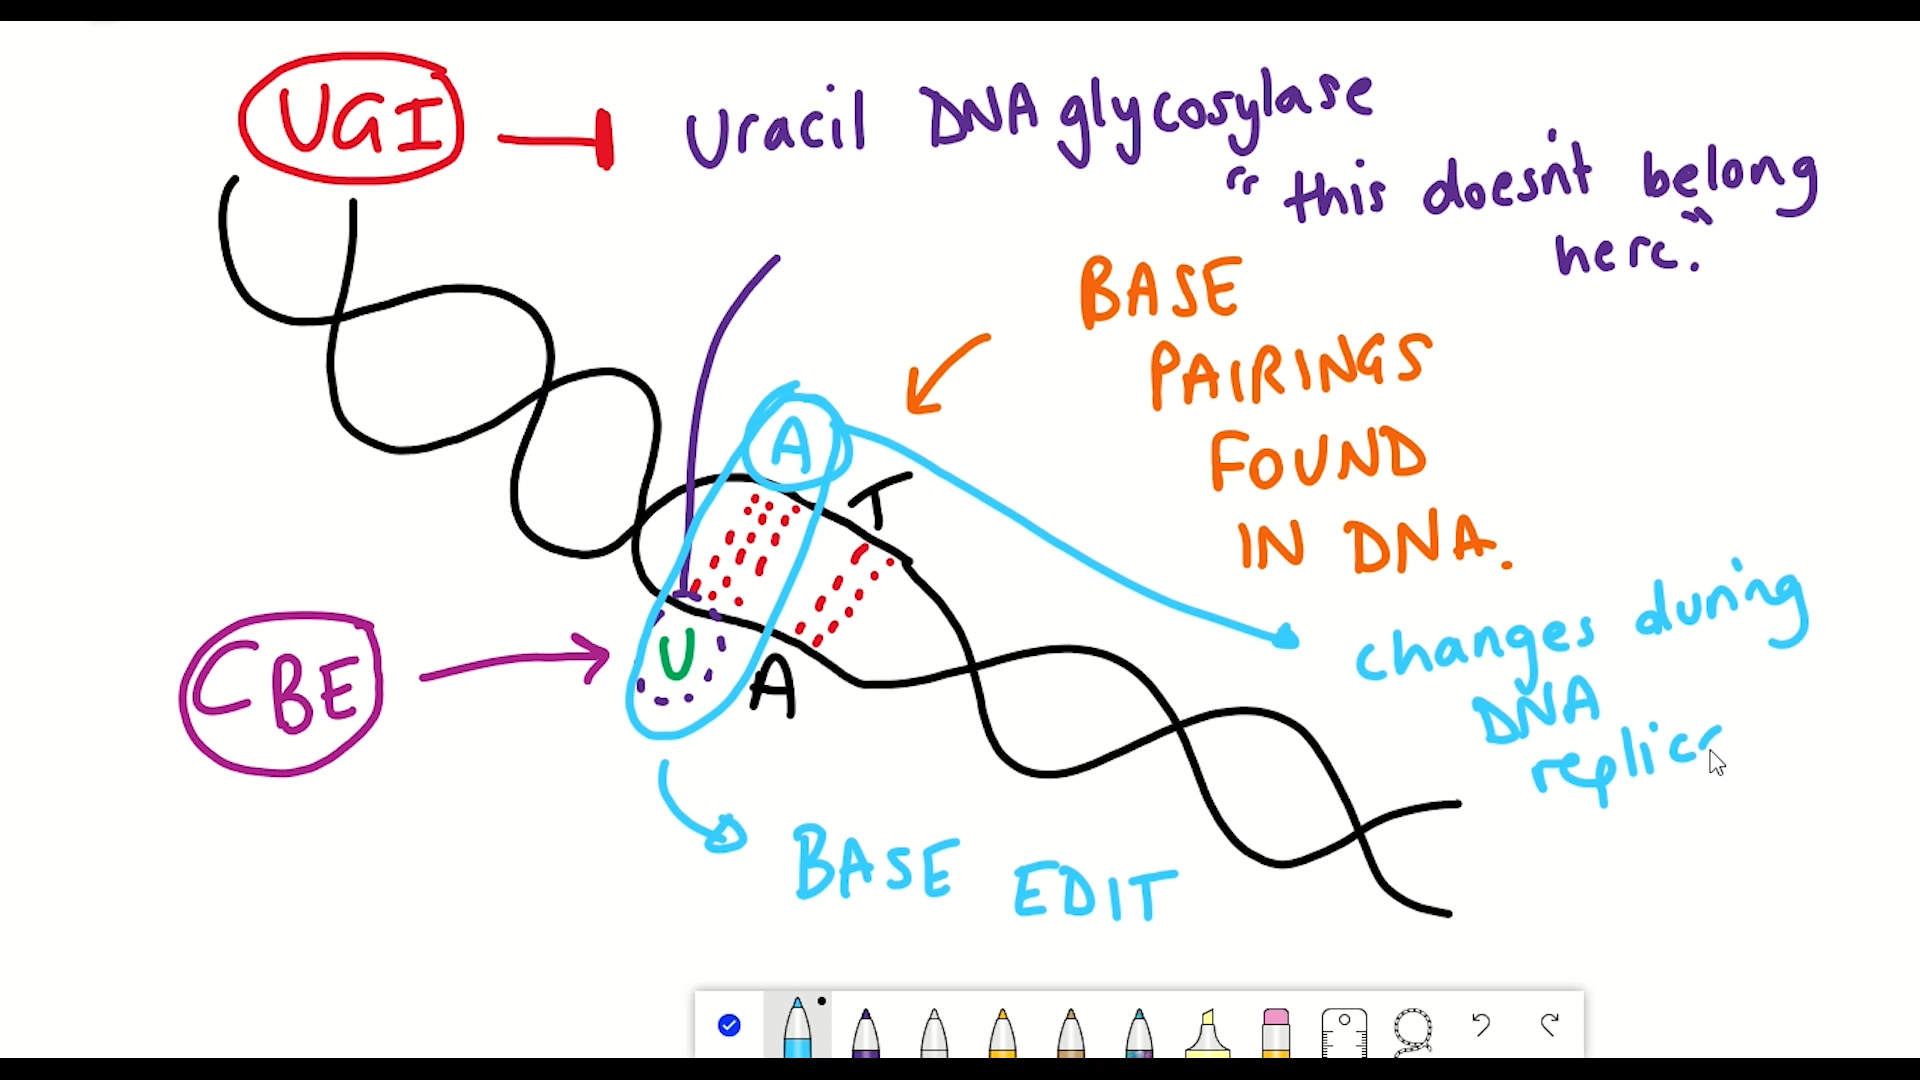 UGI
Uracil DNA glycosylase
"this doesn't belong
here."
BASE
PAIRINGS
FOUND
IN DNA.
A
T
U
A
CBE
changes during
DNA
replica
BASE EDIT